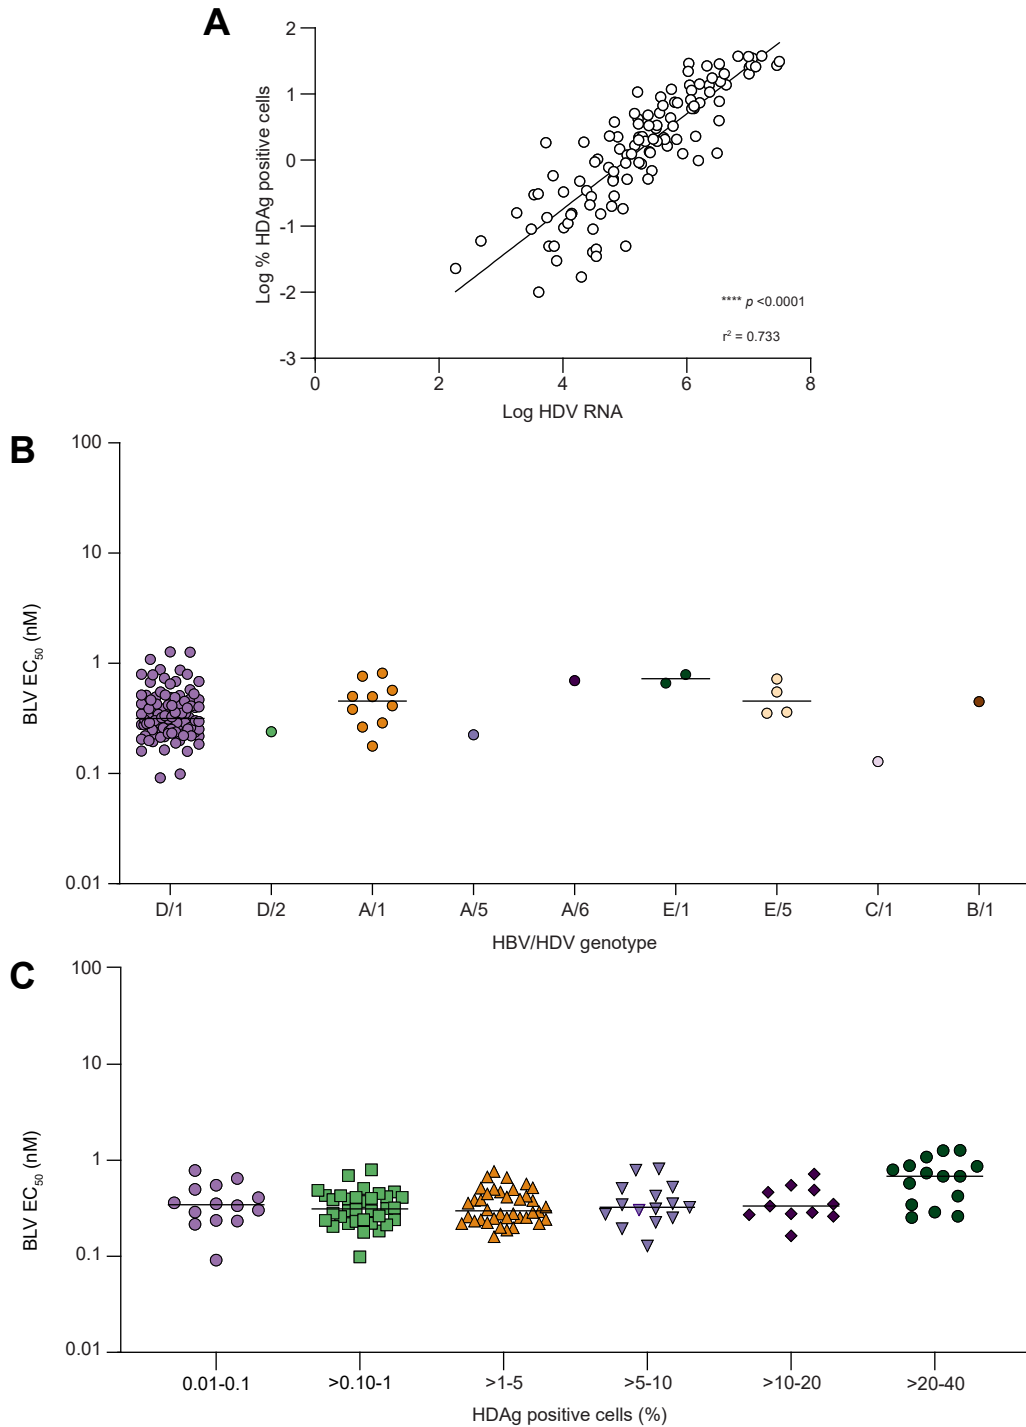 A
2
1
0
-1
-2
-3
Log % HDAg positive cells
**** p <0.0001
r² = 0.733
0 2 4 6 8
Log HDV RNA
B
100
10
1
0.1
0.01
BLV EC₅₀ (nM)
D/1 D/2 A/1 A/5 A/6 E/1 E/5 C/1 B/1
HBV/HDV genotype
C
100
10
1
0.1
0.01
BLV EC₅₀ (nM)
0.01-0.1 >0.10-1 >1-5 >5-10 >10-20 >20-40
HDAg positive cells (%)